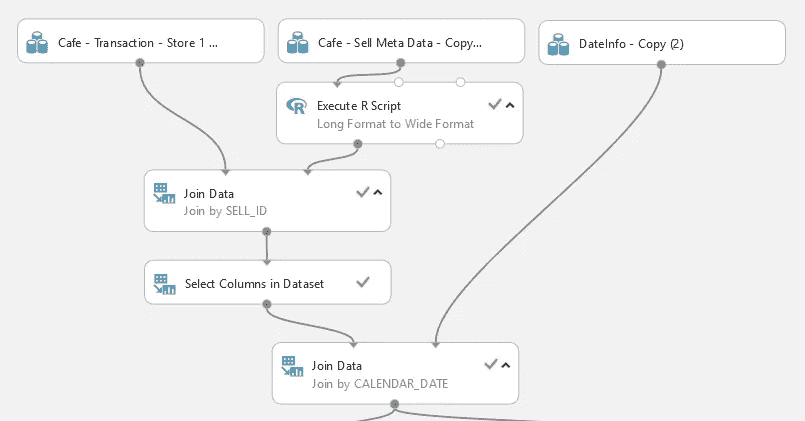 Cafe - Transaction - Store 1 ...
Cafe - Sell Meta Data - Copy...
DateInfo - Copy (2)
R
Execute R Script
Long Format to Wide Format
Join Data
Join by SELL_ID
Select Columns in Dataset
Join Data
Join by CALENDAR_DATE